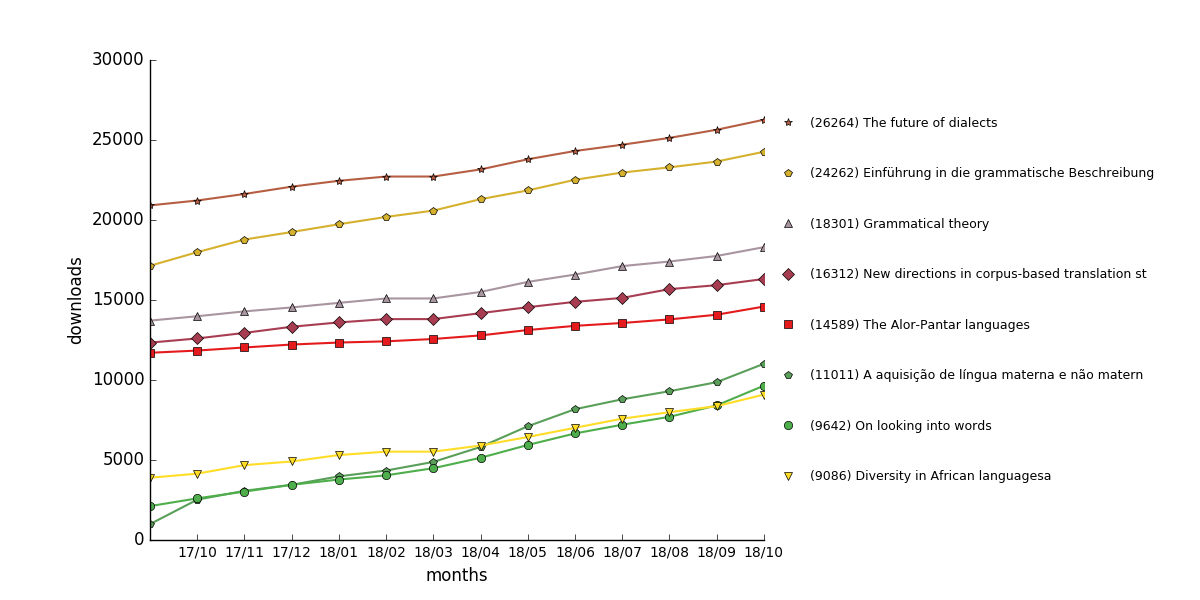 30000
25000
20000
15000
10000
5000
0
downloads
17/10 17/11 17/12 18/01 18/02 18/03 18/04 18/05 18/06 18/07 18/08 18/09 18/10
months
(26264) The future of dialects
(24262) Einführung in die grammatische Beschreibung
(18301) Grammatical theory
(16312) New directions in corpus-based translation st
(14589) The Alor-Pantar languages
(11011) A aquisição de língua materna e não matern
(9642) On looking into words
(9086) Diversity in African languagesa